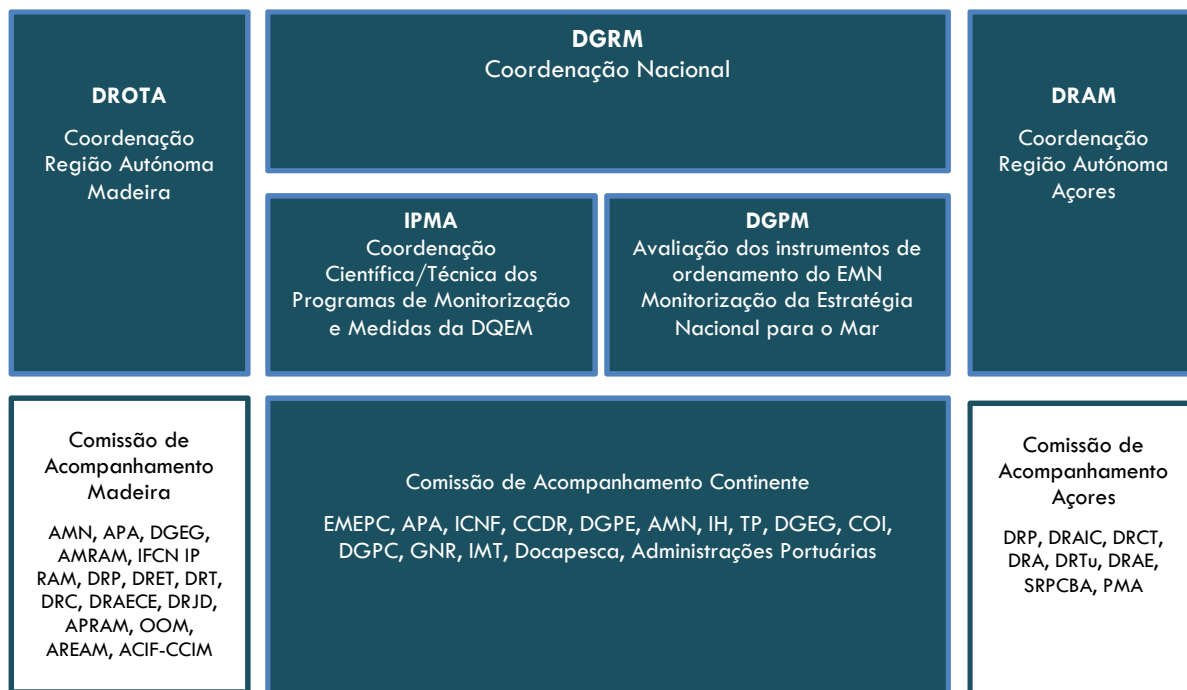 DROTA
Coordenação
Região Autónoma
Madeira
DGRM
Coordenação Nacional
DRAM
Coordenação
Região Autónoma
Açores
IPMA
Coordenação
Científica/Técnica dos
Programas de Monitorização
e Medidas da DQEM
DGPM
Avaliação dos instrumentos de
ordenamento do EMN
Monitorização da Estratégia
Nacional para o Mar
Comissão de
Acompanhamento
Madeira
AMN, APA, DGEG,
AMRAM, IFCN IP
RAM, DRP, DRET, DRT,
DRC, DRAECE, DRJD,
APRAM, OOM,
AREAM, ACIF-CCIM
Comissão de Acompanhamento Continente
EMEPC, APA, ICNF, CCDR, DGPE, AMN, IH, TP, DGEG, COI,
DGPC, GNR, IMT, Docapesca, Administrações Portuárias
Comissão de
Acompanhamento
Açores
DRP, DRAIC, DRCT,
DRA, DRTu, DRAE,
SRPCBA, PMA